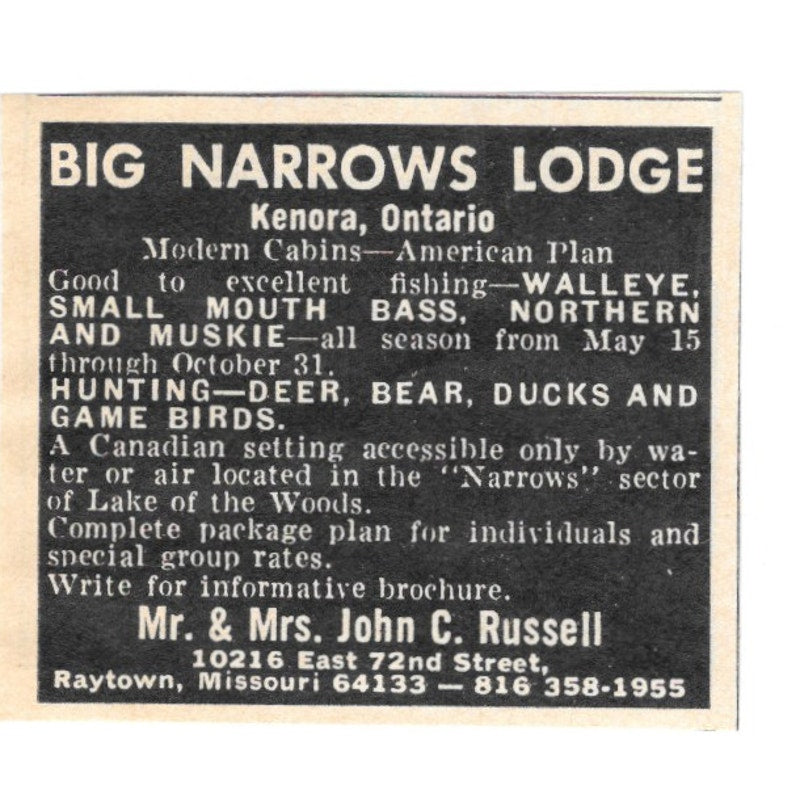 BIG NARROWS LODGE
Kenora, Ontario
Modern Cabins—American Plan
Good to excellent fishing—WALLEYE,
SMALL MOUTH BASS, NORTHERN
AND MUSKIE—all season from May 15
through October 31.
HUNTING—DEER, BEAR, DUCKS AND
GAME BIRDS.
A Canadian setting accessible only by wa-
ter or air located in the "Narrows" sector
of Lake of the Woods.
Complete package plan for individuals and
special group rates.
Write for informative brochure.
Mr. & Mrs. John C. Russell
10216 East 72nd Street,
Raytown, Missouri 64133 — 816 358-1955